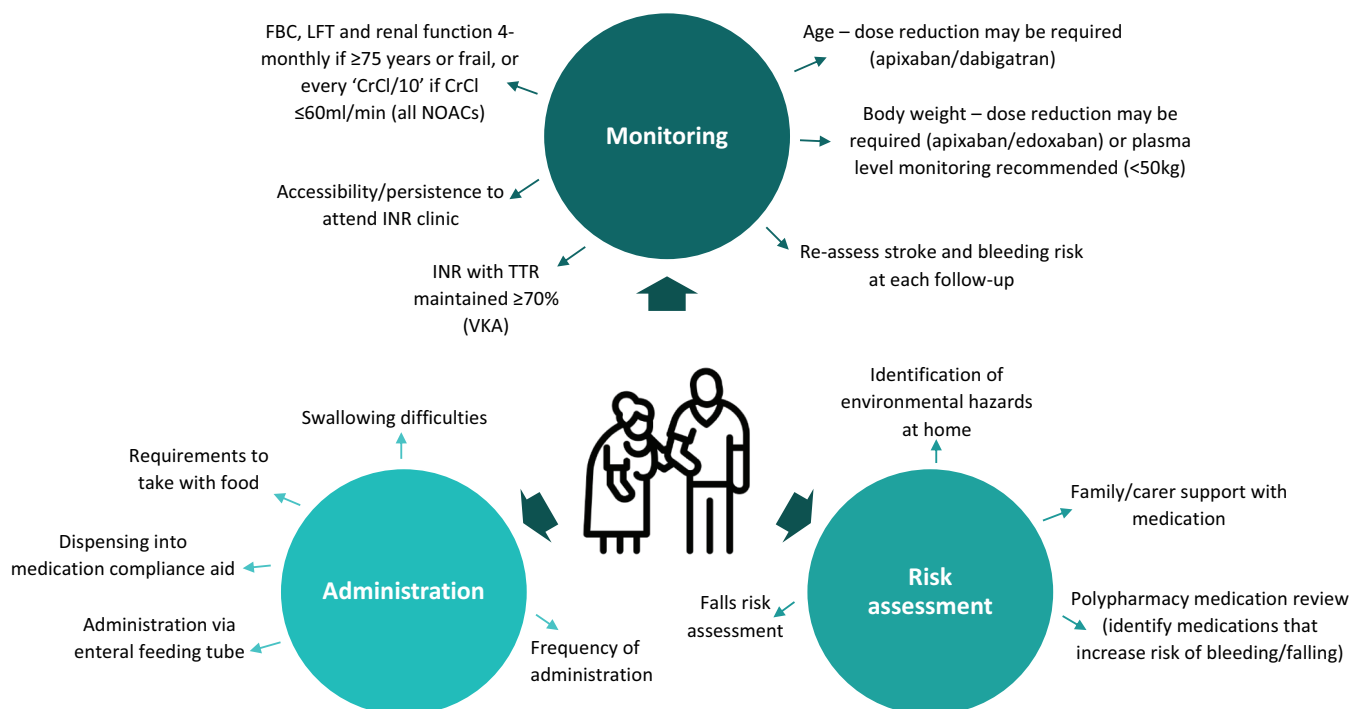 FBC, LFT and renal function 4-
monthly if ≥75 years or frail, or
every ‘CrCl/10’ if CrCl
≤60ml/min (all NOACs)
Accessibility/persistence to
attend INR clinic
INR with TTR
maintained ≥70%
(VKA)
Monitoring
Age – dose reduction may be required
(apixaban/dabigatran)
Body weight – dose reduction may be
required (apixaban/edoxaban) or plasma
level monitoring recommended (<50kg)
Re-assess stroke and bleeding risk
at each follow-up
Swallowing difficulties
Requirements to
take with food
Dispensing into
medication compliance aid
Administration via
enteral feeding tube
Administration
Frequency of
administration
Identification of
environmental hazards
at home
Family/carer support with
medication
Falls risk
assessment
Risk
assessment
Polypharmacy medication review
(identify medications that
increase risk of bleeding/falling)